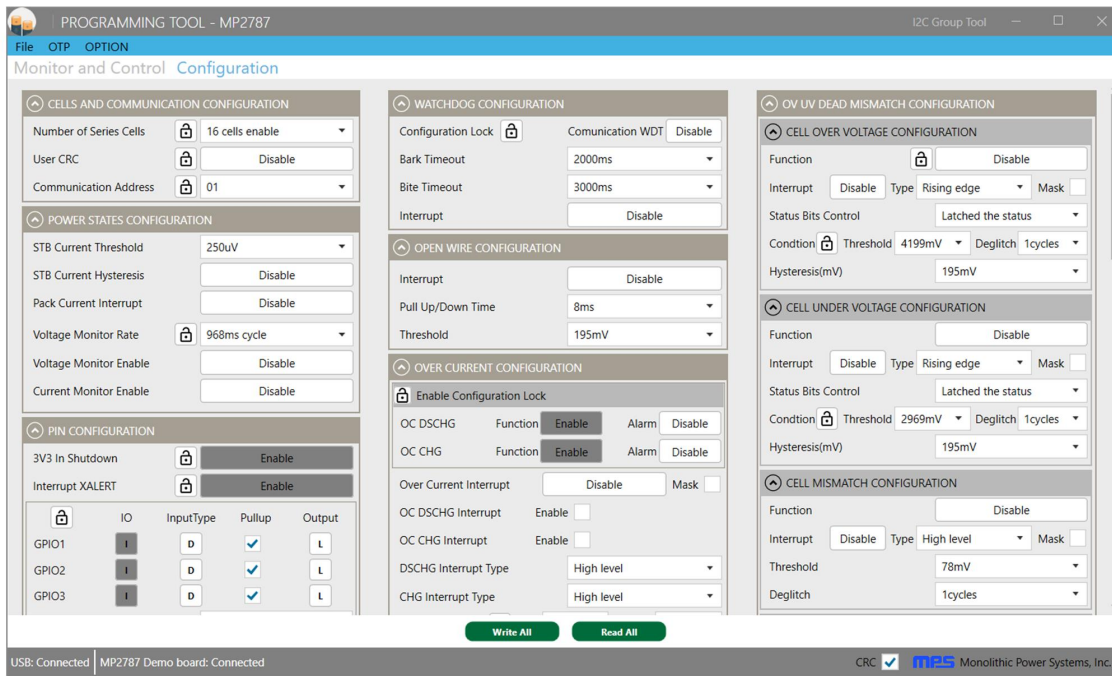 PROGRAMMING TOOL - MP2787
I2C Group Tool
File OTP OPTION
Monitor and Control Configuration
CELLS AND COMMUNICATION CONFIGURATION
Number of Series Cells 16 cells enable
User CRC Disable
Communication Address 01
POWER STATES CONFIGURATION
STB Current Threshold 250uV
STB Current Hysteresis Disable
Pack Current Interrupt Disable
Voltage Monitor Rate 968ms cycle
Voltage Monitor Enable Disable
Current Monitor Enable Disable
PIN CONFIGURATION
3V3 In Shutdown Enable
Interrupt XALERT Enable
IO InputType Pullup Output
GPIO1 I D L
GPIO2 I D L
GPIO3 I D L
WATCHDOG CONFIGURATION
Configuration Lock Comunication WDT Disable
Bark Timeout 2000ms
Bite Timeout 3000ms
Interrupt Disable
OPEN WIRE CONFIGURATION
Interrupt Disable
Pull Up/Down Time 8ms
Threshold 195mV
OVER CURRENT CONFIGURATION
Enable Configuration Lock
OC DSCHG Function Enable Alarm Disable
OC CHG Function Enable Alarm Disable
Over Current Interrupt Disable Mask
OC DSCHG Interrupt Enable
OC CHG Interrupt Enable
DSCHG Interrupt Type High level
CHG Interrupt Type High level
OV UV DEAD MISMATCH CONFIGURATION
CELL OVER VOLTAGE CONFIGURATION
Function Disable
Interrupt Disable Type Rising edge Mask
Status Bits Control Latched the status
Condtion Threshold 4199mV Deglitch 1cycles
Hysteresis(mV) 195mV
CELL UNDER VOLTAGE CONFIGURATION
Function Disable
Interrupt Disable Type Rising edge Mask
Status Bits Control Latched the status
Condtion Threshold 2969mV Deglitch 1cycles
Hysteresis(mV) 195mV
CELL MISMATCH CONFIGURATION
Function Disable
Interrupt Disable Type High level Mask
Threshold 78mV
Deglitch 1cycles
Write All Read All
USB: Connected MP2787 Demo board: Connected
CRC mps Monolithic Power Systems, Inc.